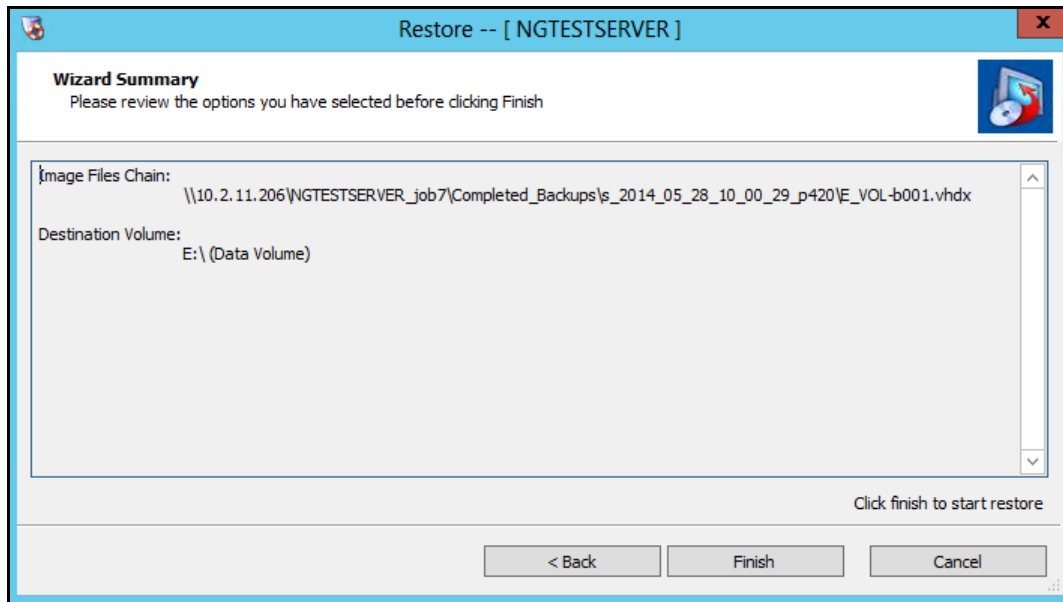 Restore -- [ NGTESTSERVER ]
x
Wizard Summary
Please review the options you have selected before clicking Finish
Image Files Chain:
\\10.2.11.206\NGTESTSERVER_job7\Completed_Backups\s_2014_05_28_10_00_29_p420\E_VOL-b001.vhdx
Destination Volume:
E:\ (Data Volume)
Click finish to start restore
< Back
Finish
Cancel